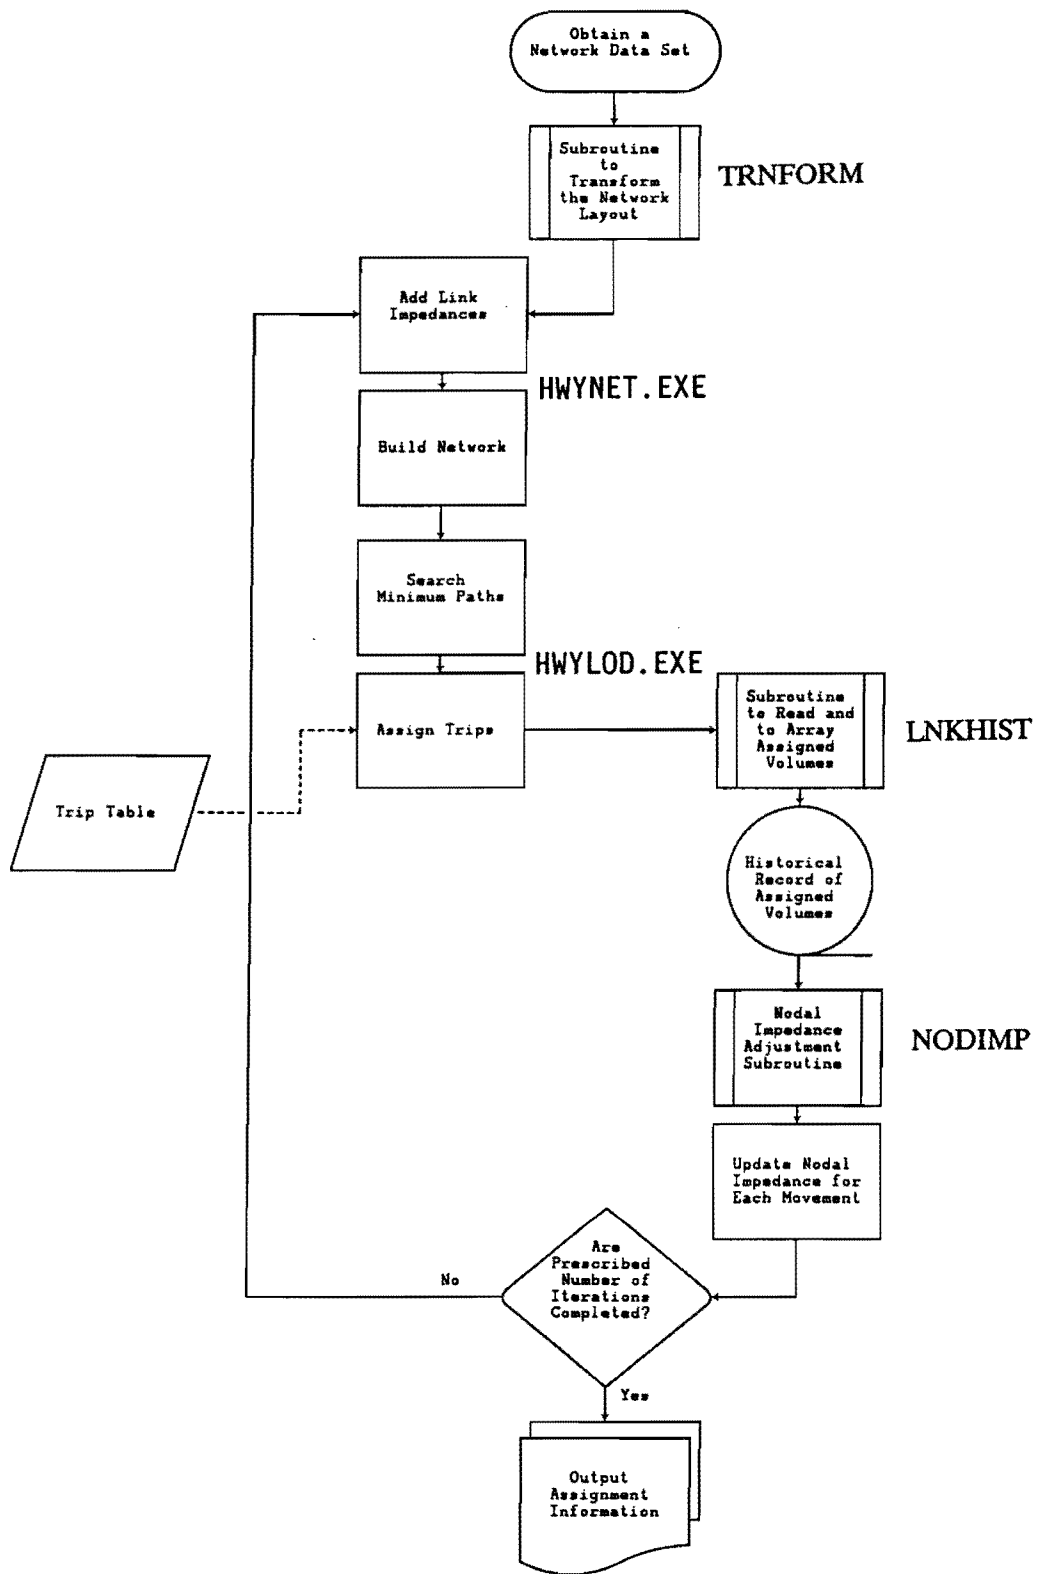 Obtain a
Network Data Set
Subroutine
to
Transform
the Network
Layout
TRNFORM
Add Link
Impedances
HWYNET.EXE
Build Network
Search
Minimum Paths
HWYLOD.EXE
Assign Trips
Subroutine
to Read and
to Array
Assigned
Volumes
LNKHIST
Trip Table
Historical
Record of
Assigned
Volumes
Nodal
Impedance
Adjustment
Subroutine
NODIMP
Update Nodal
Impedance for
Each Movement
Are
Prescribed
Number of
Iterations
Completed?
No
Yes
Output
Assignment
Information